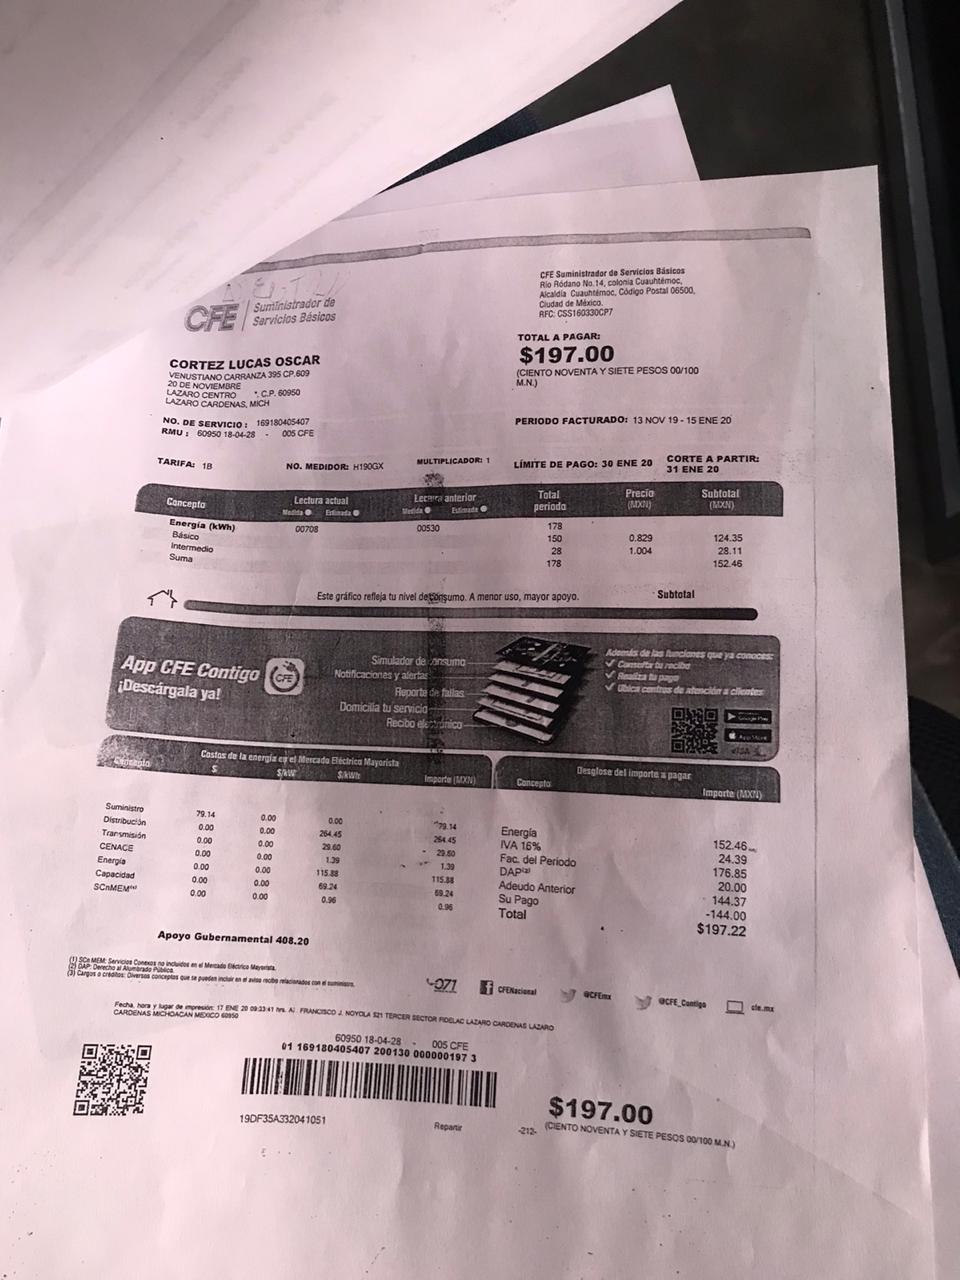 CFE Suministrador de
Servicios Básicos
CFE Suministrador de Servicios Básicos
Río Ródano No.14, colonia Cuauhtémoc,
Alcaldía Cuauhtémoc, Código Postal 06500,
Ciudad de México.
RFC: CSS160330CP7
TOTAL A PAGAR:
$197.00
(CIENTO NOVENTA Y SIETE PESOS 00/100
M.N.)
CORTEZ LUCAS OSCAR
VENUSTIANO CARRANZA 395 CP.609
20 DE NOVIEMBRE
LAZARO CENTRO *, C.P. 60950
LAZARO CARDENAS, MICH
NO. DE SERVICIO : 169180405407
RMU : 60950 18-04-28 - 005 CFE
PERIODO FACTURADO: 13 NOV 19 - 15 ENE 20
TARIFA: 1B NO. MEDIDOR: H190GX MULTIPLICADOR: 1 LÍMITE DE PAGO: 30 ENE 20 CORTE A PARTIR:
31 ENE 20
Concepto Lectura actual Lectura anterior Total periodo Precio (MXN) Subtotal (MXN)
Medida Estimada Medida Estimada
Energía (kWh) 00708 00530 178
Básico 150 0.829 124.35
Intermedio 28 1.004 28.11
Suma 178 152.46
Este gráfico refleja tu nivel de consumo. A menor uso, mayor apoyo. Subtotal
App CFE Contigo
¡Descárgala ya!
CFE
Simulador de consumo
Notificaciones y alertas
Reporte de fallas
Domicilia tu servicio
Recibo electrónico
Además de las funciones que ya conoces:
Consulta tu recibo
Realiza tu pago
Ubica centros de atención a clientes
Google Play
App Store
Costos de la energía en el Mercado Eléctrico Mayorista
Concepto $ $/kW $/kWh Importe (MXN)
Suministro 79.14 0.00 0.00 79.14
Distribución 0.00 0.00 264.45 264.45
Transmisión 0.00 0.00 29.60 29.60
CENACE 0.00 0.00 1.39 1.39
Energía 0.00 0.00 115.88 115.88
Capacidad 0.00 0.00 69.24 69.24
SCnMEM(1) 0.00 0.00 0.96 0.96
Desglose del importe a pagar
Concepto Importe (MXN)
Energía 152.46
IVA 16% 24.39
Fac. del Periodo 176.85
DAP(2) 20.00
Adeudo Anterior 144.37
Su Pago -144.00
Total $197.22
Apoyo Gubernamental 408.20
(1) SCn MEM: Servicios Conexos no incluidos en el Mercado Eléctrico Mayorista.
(2) DAP: Derecho al Alumbrado Público.
(3) Cargos o créditos: Diversos conceptos que se pueden incluir en el aviso recibo relacionados con el suministro.
071 CFENacional @CFEmx @CFE_Contigo cfe.mx
Fecha, hora y lugar de impresión: 17 ENE 20 09:33:41 hrs. FRANCISCO J. NOYOLA 521 TERCER SECTOR FIDELAC LAZARO CARDENAS LAZARO
CARDENAS MICHOACAN MEXICO 60950
60950 18-04-28 - 005 CFE
01 169180405407 200130 000000197 3
19DF35A332041051
Repartir
-212-
$197.00
(CIENTO NOVENTA Y SIETE PESOS 00/100 M.N.)